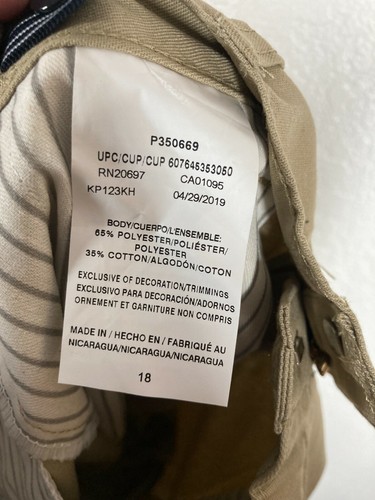 P350669
UPC/CUP/CUP 607645353050
RN20697 CA01095
KP123KH 04/29/2019
BODY/CUERPO/L'ENSEMBLE:
65% POLYESTER/POLIÉSTER/
POLYESTER
35% COTTON/ALGODÓN/COTON
EXCLUSIVE OF DECORATION/TRIMMINGS
EXCLUSIVO PARA DECORACIÓN/ADORNOS
ORNEMENT ET GARNITURE NON COMPRIS
MADE IN / HECHO EN / FABRIQUÉ AU
NICARAGUA/NICARAGUA/NICARAGUA
18